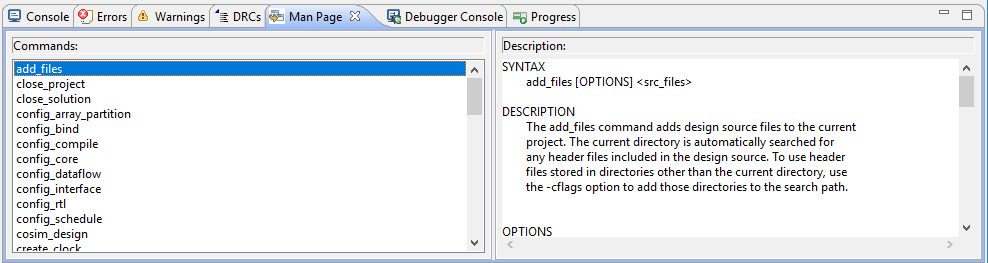 Console Errors Warnings DRCs Man Page Debugger Console Progress
Commands:
add_files
close_project
close_solution
config_array_partition
config_bind
config_compile
config_core
config_dataflow
config_interface
config_rtl
config_schedule
cosim_design
create_clock
Description:
SYNTAX
add_files [OPTIONS] <src_files>
DESCRIPTION
The add_files command adds design source files to the current
project. The current directory is automatically searched for
any header files included in the design source. To use header
files stored in directories other than the current directory, use
the -cflags option to add those directories to the search path.
OPTIONS